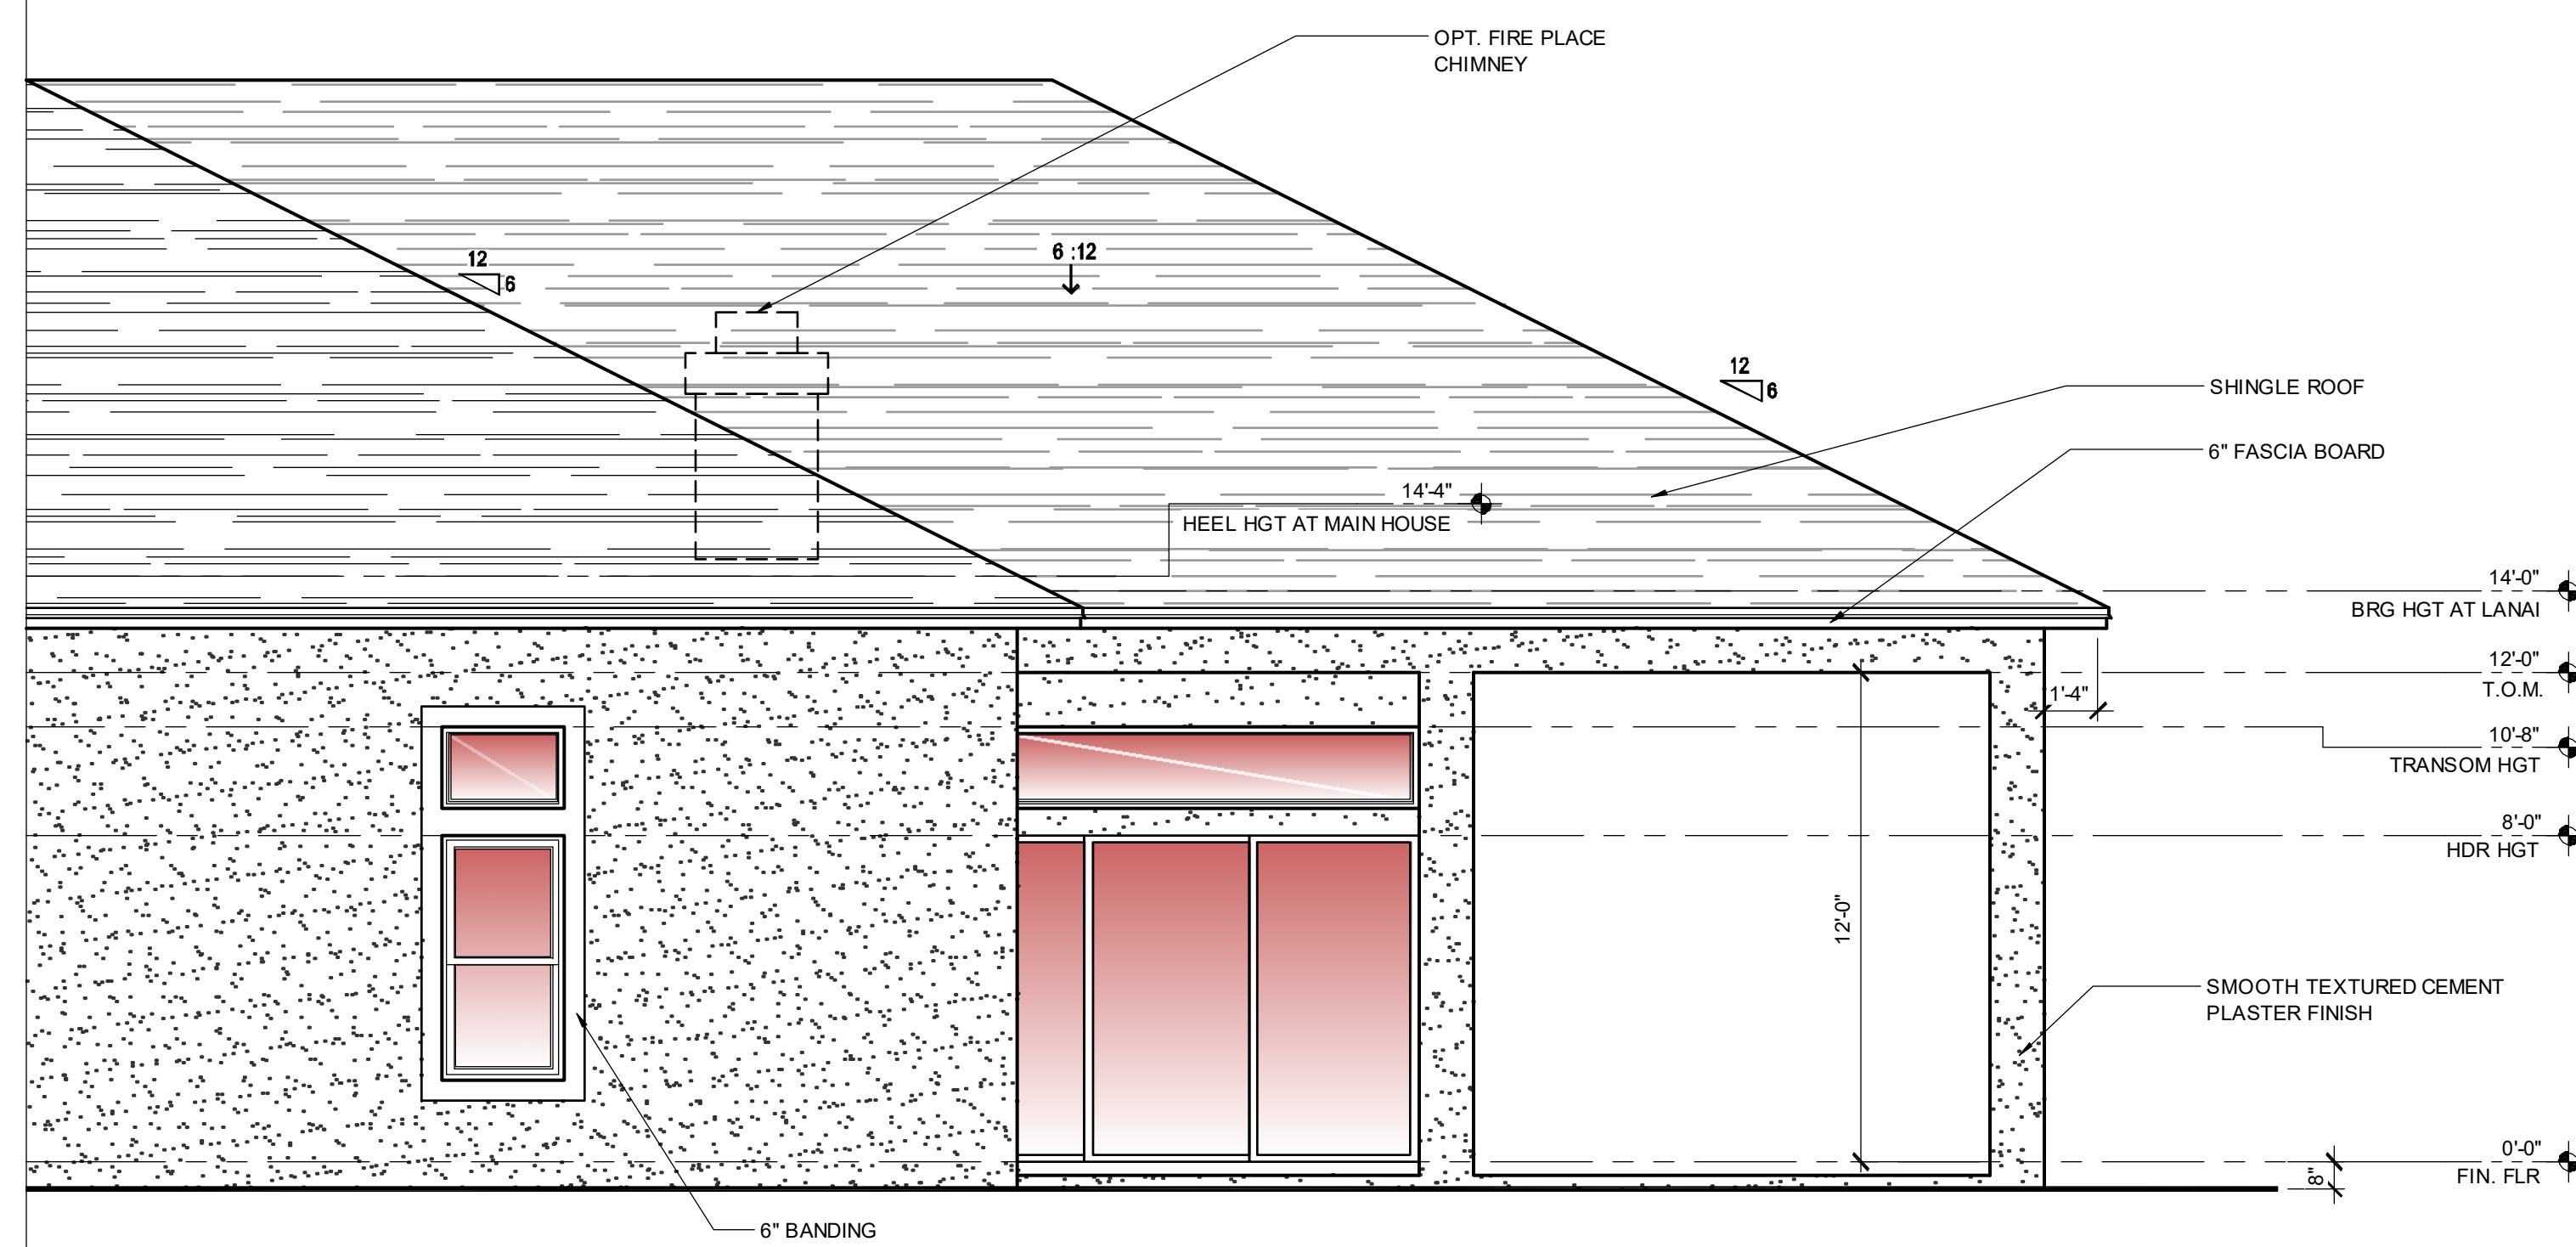 OPT. FIRE PLACE
CHIMNEY
12
6
6 :12
12
6
SHINGLE ROOF
6" FASCIA BOARD
14'-4"
HEEL HGT AT MAIN HOUSE
14'-0"
BRG HGT AT LANAI
12'-0"
T.O.M.
1'-4"
10'-8"
TRANSOM HGT
8'-0"
HDR HGT
12'-0"
SMOOTH TEXTURED CEMENT
PLASTER FINISH
0'-0"
FIN. FLR
8"
6" BANDING